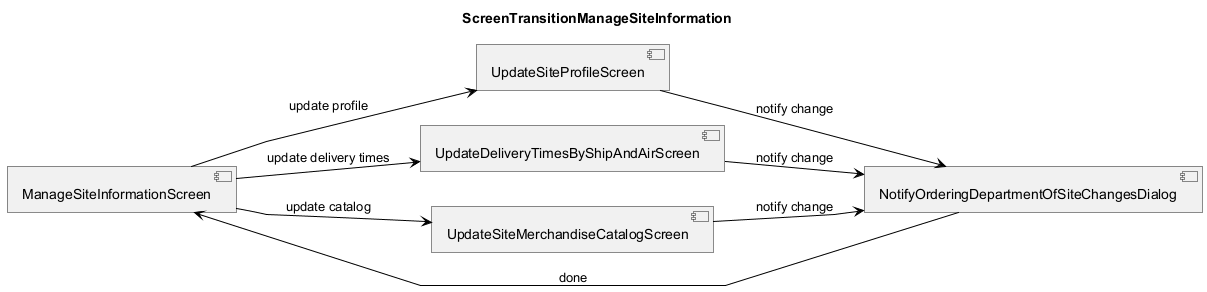 ScreenTransitionManageSiteInformation
UpdateSiteProfileScreen
update profile
notify change
update delivery times
UpdateDeliveryTimesByShipAndAirScreen
notify change
ManageSiteInformationScreen
NotifyOrderingDepartmentOfSiteChangesDialog
update catalog
notify change
UpdateSiteMerchandiseCatalogScreen
done